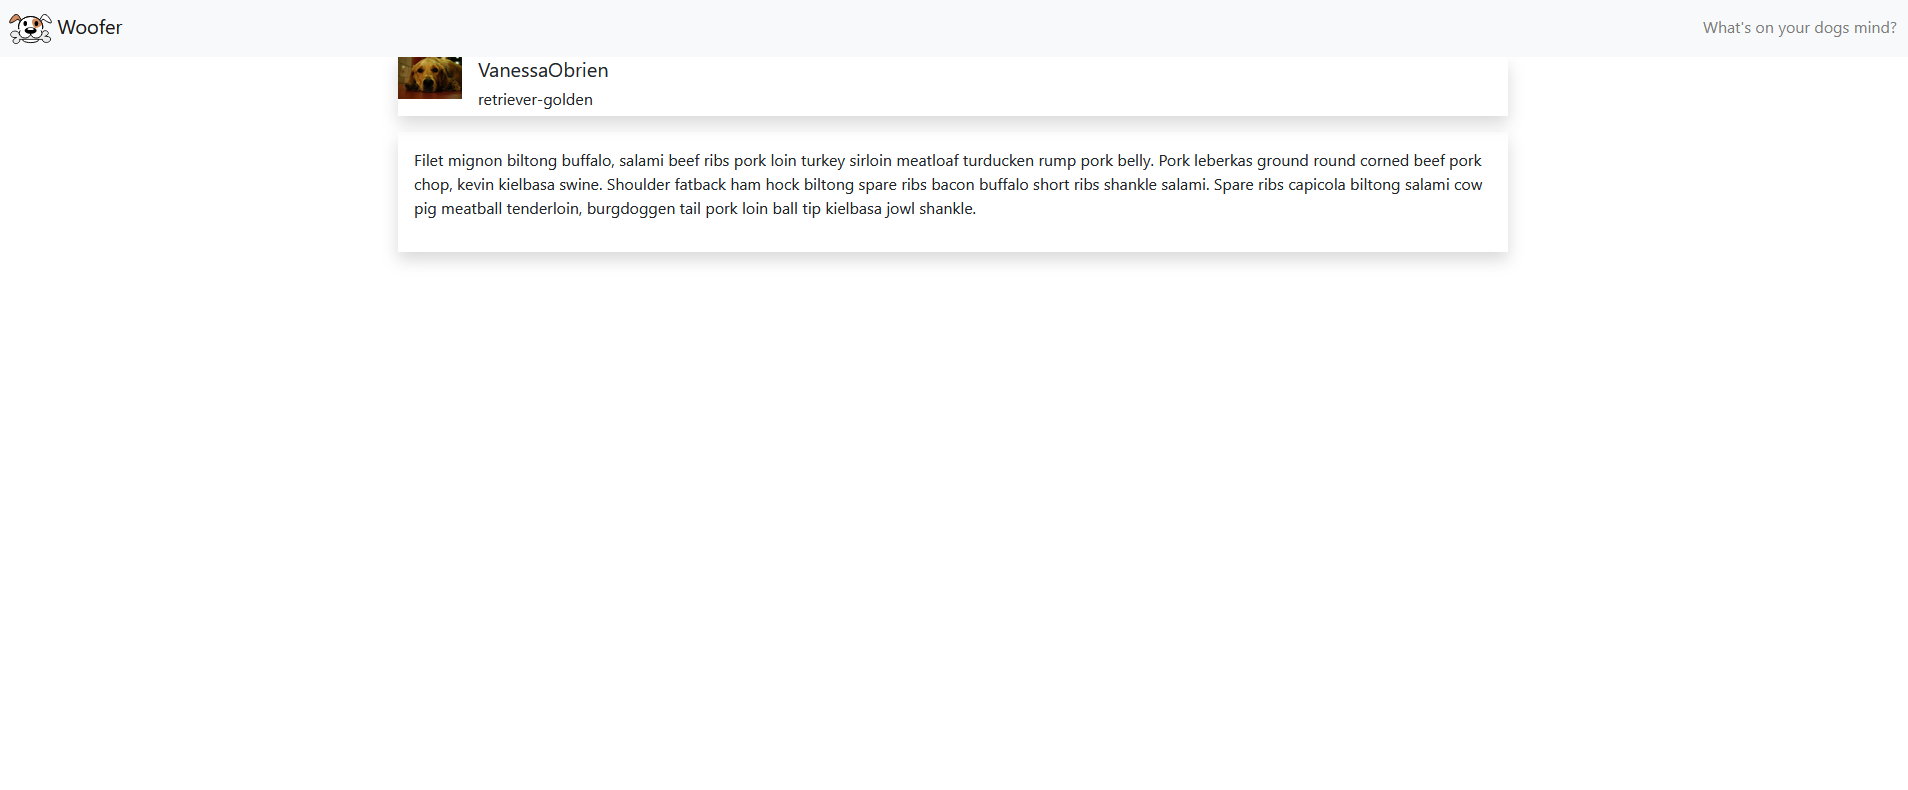 Woofer
What's on your dogs mind?
VanessaObrien
retriever-golden
Filet mignon biltong buffalo, salami beef ribs pork loin turkey sirloin meatloaf turducken rump pork belly. Pork leberkas ground round corned beef pork
chop, kevin kielbasa swine. Shoulder fatback ham hock biltong spare ribs bacon buffalo short ribs shankle salami. Spare ribs capicola biltong salami cow
pig meatball tenderloin, burgdoggen tail pork loin ball tip kielbasa jowl shankle.